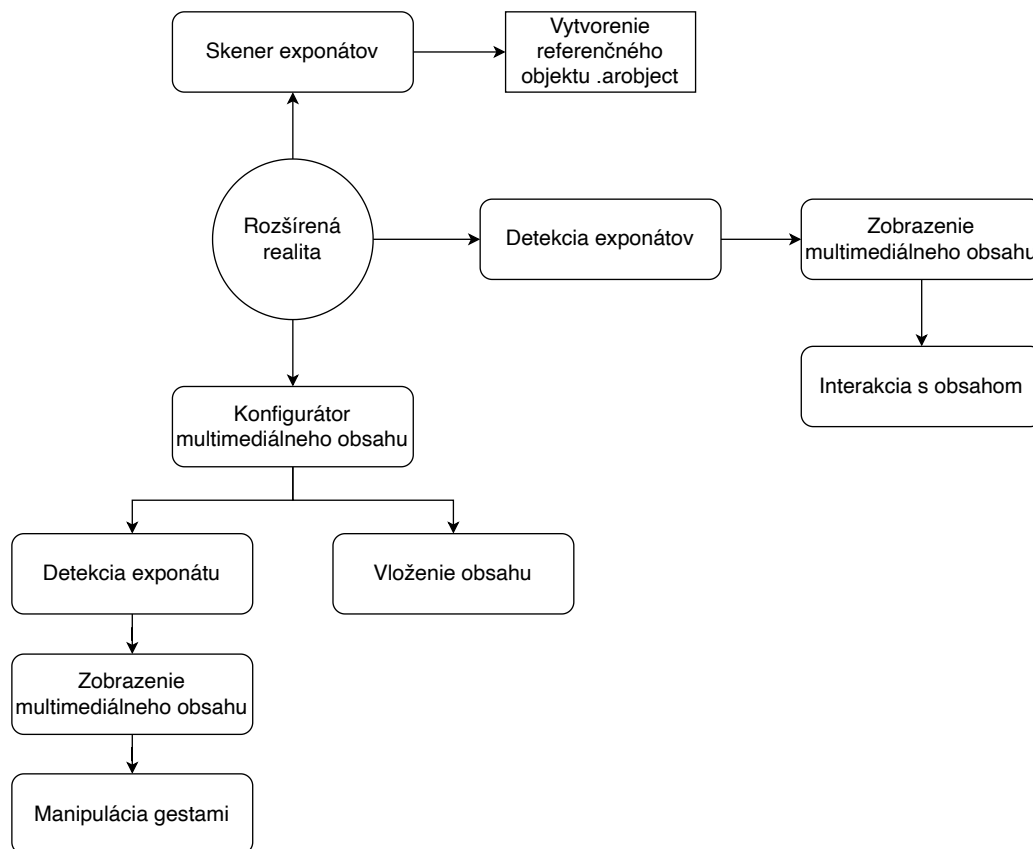 Skener exponátov
Vytvorenie
referenčného
objektu .arobject
Rozšírená
realita
Detekcia exponátov
Zobrazenie
multimediálneho obsahu
Interakcia s obsahom
Konfigurátor
multimediálneho obsahu
Detekcia exponátu
Vloženie obsahu
Zobrazenie
multimediálneho obsahu
Manipulácia gestami